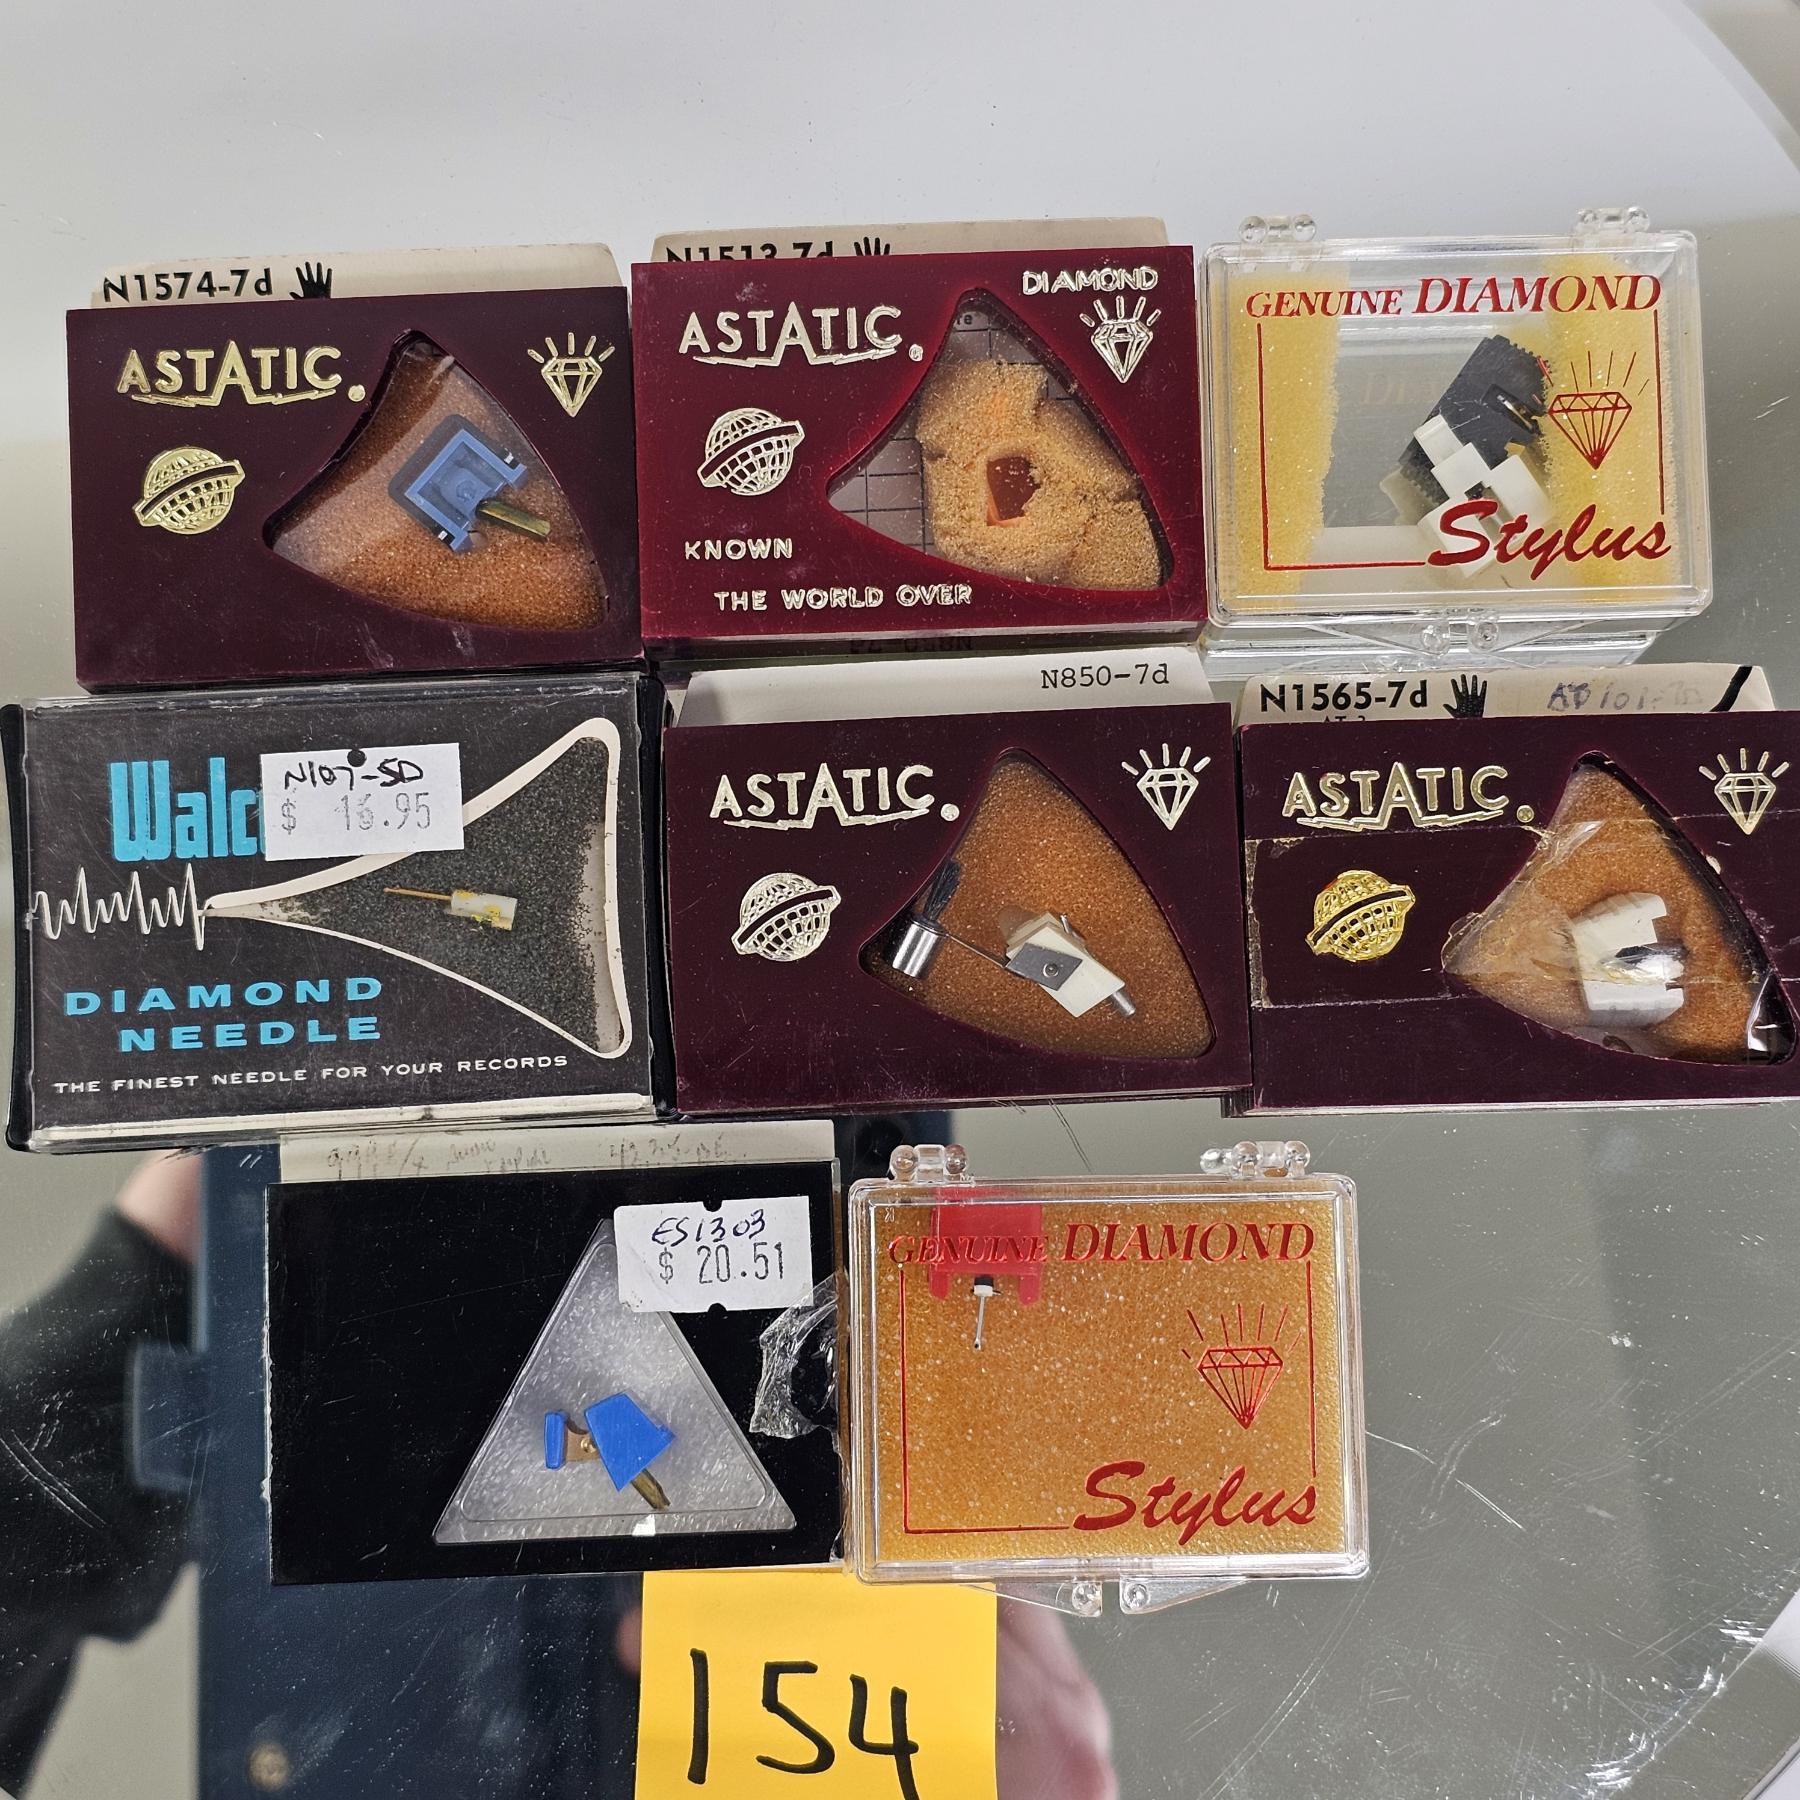 N1574-7d
ASTATIC.
N1513-7d
ASTATIC®
DIAMOND
KNOWN
THE WORLD OVER
GENUINE DIAMOND
Stylus
Walc
N107-5D
$ 16.95
DIAMOND
NEEDLE
THE FINEST NEEDLE FOR YOUR RECORDS
N850-7d
ASTATIC®
N1565-7d
ASTATIC®
ES1303
$ 20.51
GENUINE DIAMOND
Stylus
154